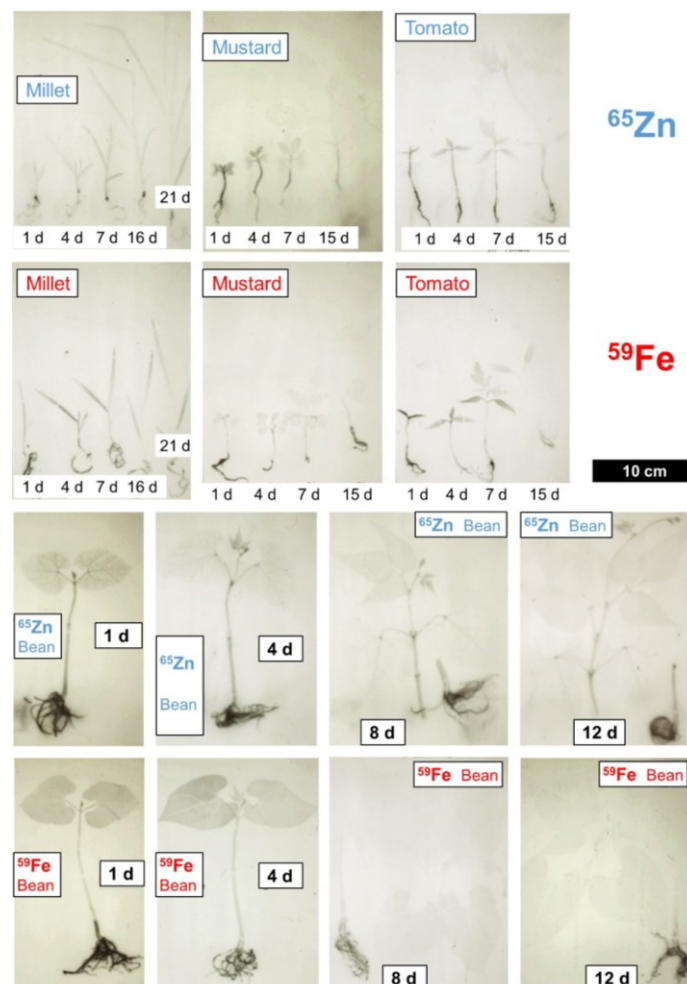 Millet
Mustard
Tomato
⁶⁵Zn
21 d
1 d 4 d 7 d 16 d
1 d 4 d 7 d 15 d
1 d 4 d 7 d 15 d
Millet
Mustard
Tomato
⁵⁹Fe
21 d
1 d 4 d 7 d 16 d
1 d 4 d 7 d 15 d
1 d 4 d 7 d 15 d
10 cm
⁶⁵Zn
Bean
1 d
⁶⁵Zn
Bean
4 d
⁶⁵Zn Bean
8 d
⁶⁵Zn Bean
12 d
⁵⁹Fe
Bean
1 d
⁵⁹Fe
Bean
4 d
⁵⁹Fe Bean
8 d
⁵⁹Fe Bean
12 d